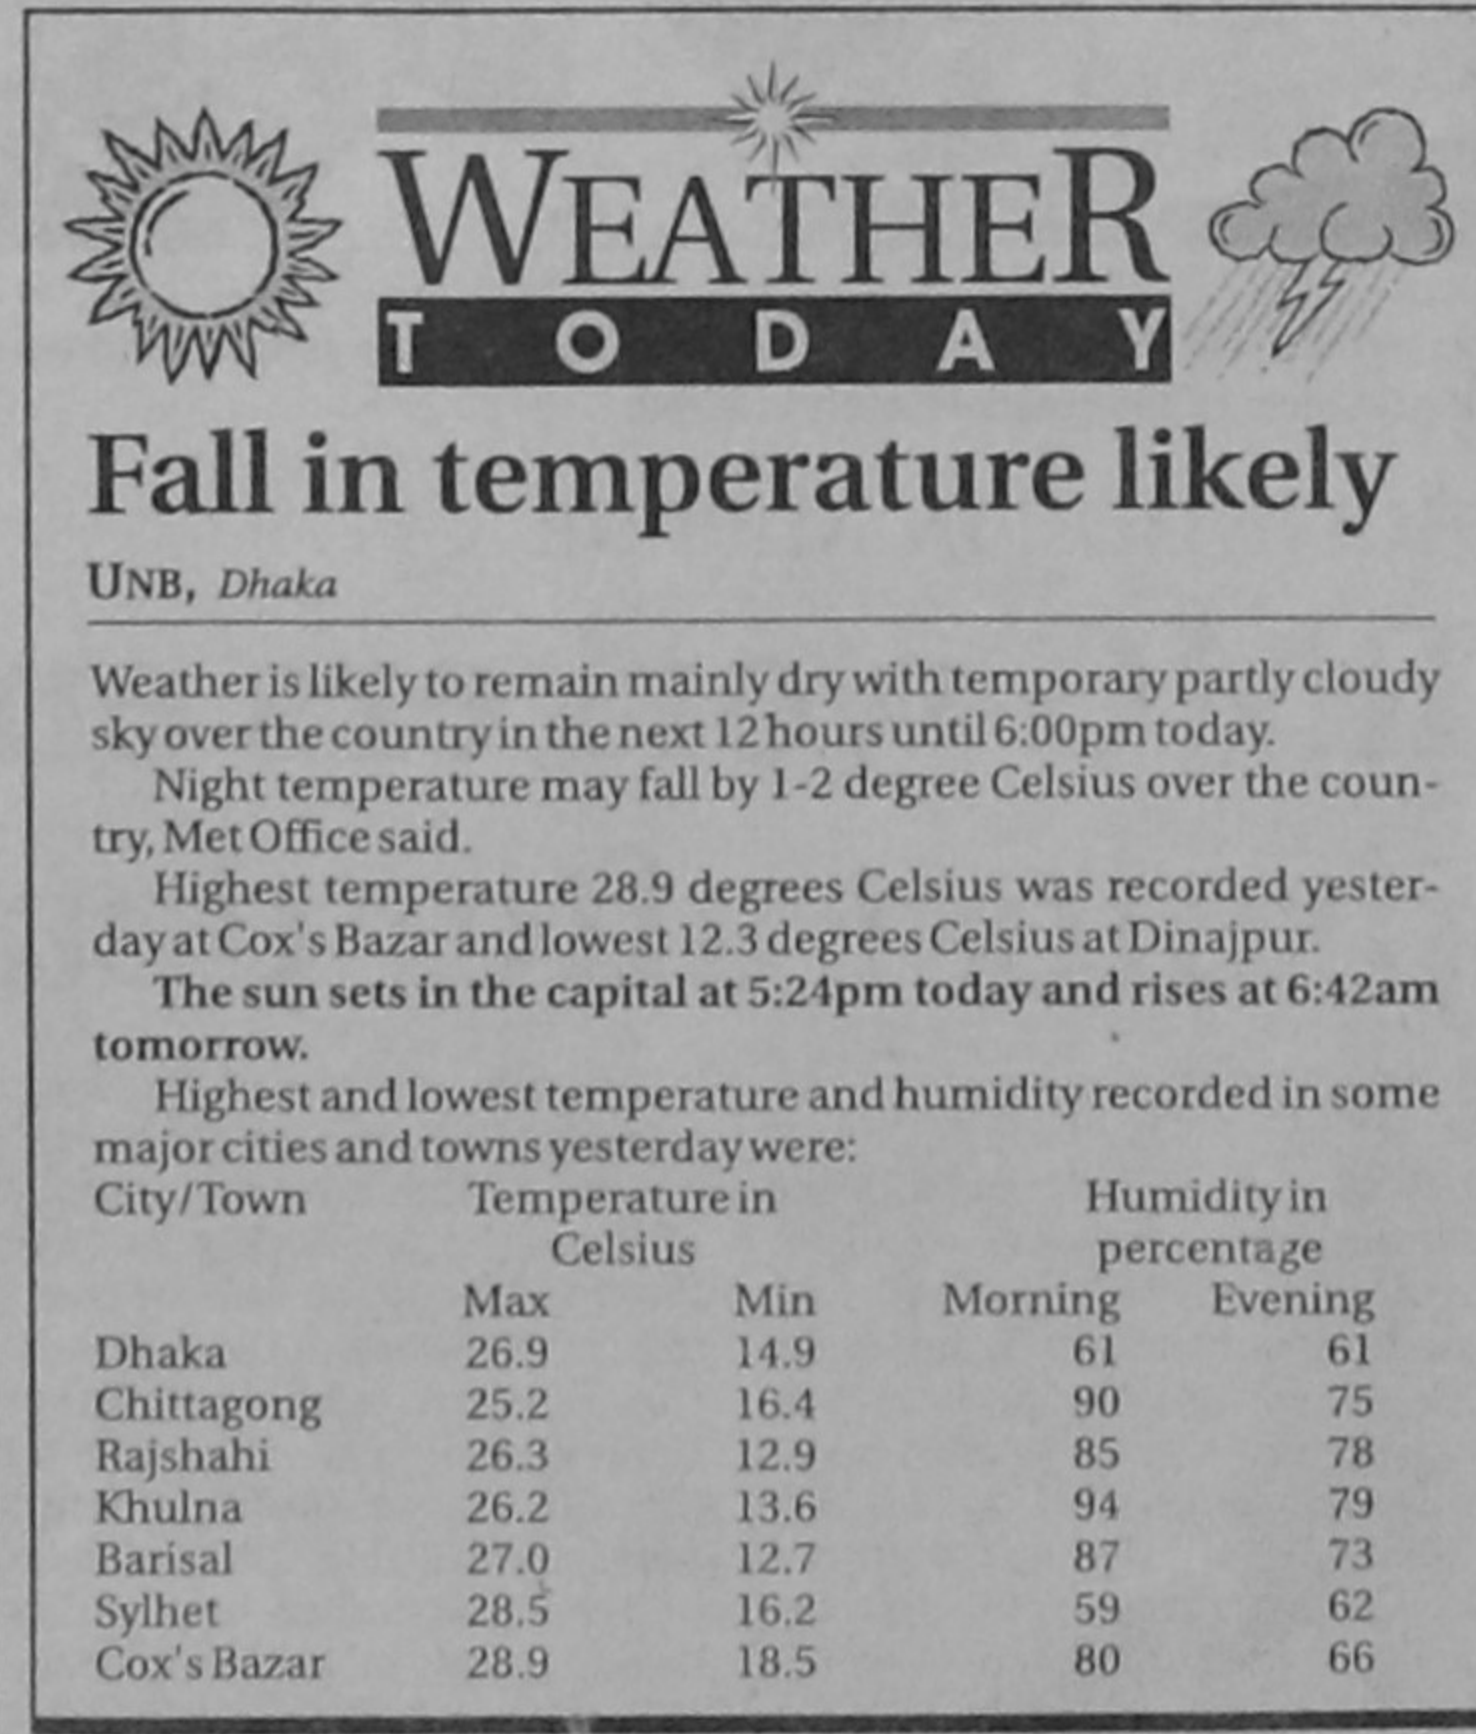 WEATHER
TODAY
Fall in temperature likely
UNB, Dhaka
Weather is likely to remain mainly dry with temporary partly cloudy
sky over the country in the next 12 hours until 6:00pm today.
Night temperature may fall by 1-2 degree Celsius over the coun-
try, Met Office said.
Highest temperature 28.9 degrees Celsius was recorded yester-
day at Cox's Bazar and lowest 12.3 degrees Celsius at Dinajpur.
The sun sets in the capital at 5:24pm today and rises at 6:42am
tomorrow.
Highest and lowest temperature and humidity recorded in some
major cities and towns yesterday were:
City/Town Temperature in Humidity in
Celsius percentage
Max Min Morning Evening
Dhaka 26.9 14.9 61 61
Chittagong 25.2 16.4 90 75
Rajshahi 26.3 12.9 85 78
Khulna 26.2 13.6 94 79
Barisal 27.0 12.7 87 73
Sylhet 28.5 16.2 59 62
Cox's Bazar 28.9 18.5 80 66